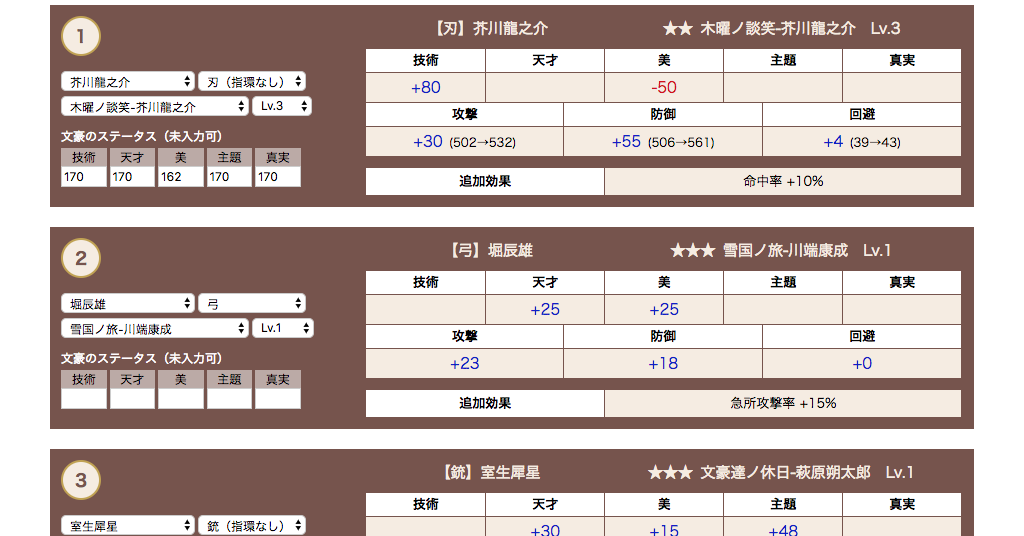 1
【刃】芥川龍之介 ★★ 木曜ノ談笑-芥川龍之介 Lv.3
芥川龍之介 刃（指環なし）
木曜ノ談笑-芥川龍之介 Lv.3
文豪のステータス（未入力可）
技術 天才 美 主題 真実
170 170 162 170 170
技術 天才 美 主題 真実
+80 -50
攻撃 防御 回避
+30 (502→532) +55 (506→561) +4 (39→43)
追加効果 命中率 +10%
2
【弓】堀辰雄 ★★★ 雪国ノ旅-川端康成 Lv.1
堀辰雄 弓
雪国ノ旅-川端康成 Lv.1
文豪のステータス（未入力可）
技術 天才 美 主題 真実
技術 天才 美 主題 真実
+25 +25
攻撃 防御 回避
+23 +18 +0
追加効果 急所攻撃率 +15%
3
【銃】室生犀星 ★★★ 文豪達ノ休日-萩原朔太郎 Lv.1
室生犀星 銃（指環なし）
技術 天才 美 主題 真実
+30 +15 +48